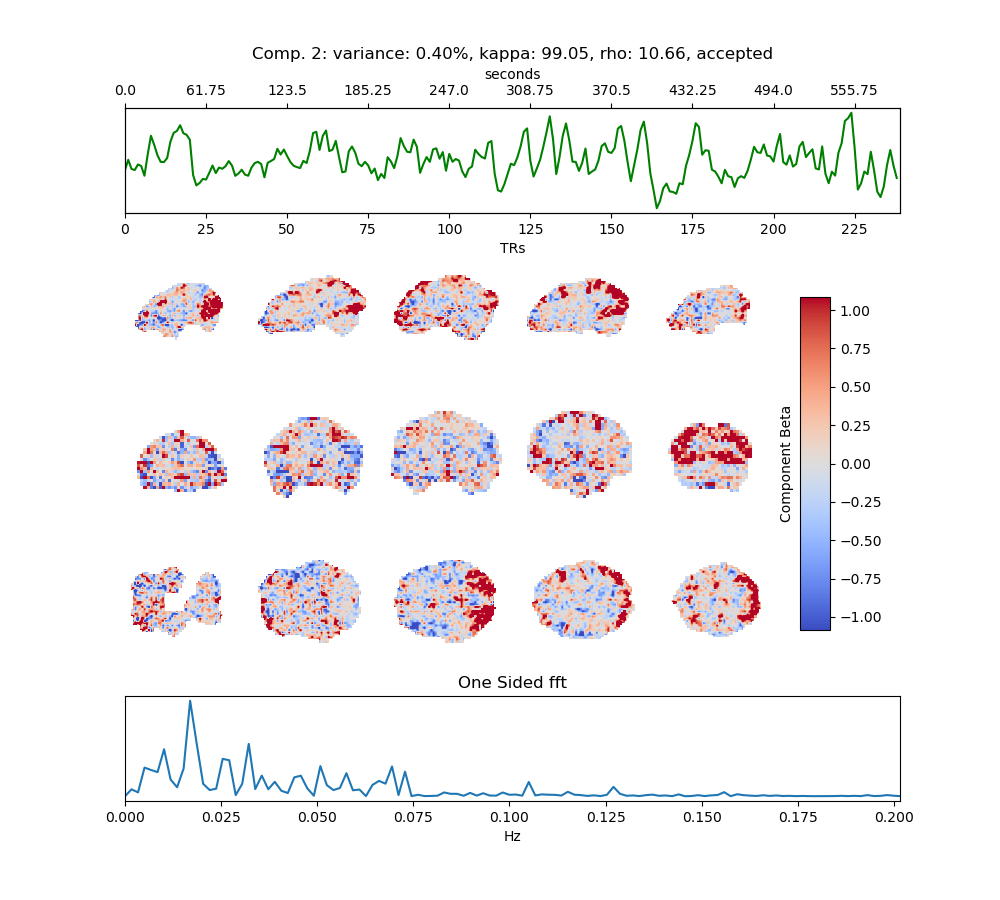 Comp. 2: variance: 0.40%, kappa: 99.05, rho: 10.66, accepted
seconds
0.0 61.75 123.5 185.25 247.0 308.75 370.5 432.25 494.0 555.75
0 25 50 75 100 125 150 175 200 225
TRs
1.00
0.75
0.50
0.25
0.00
−0.25
−0.50
−0.75
−1.00
Component Beta
One Sided fft
0.000 0.025 0.050 0.075 0.100 0.125 0.150 0.175 0.200
Hz